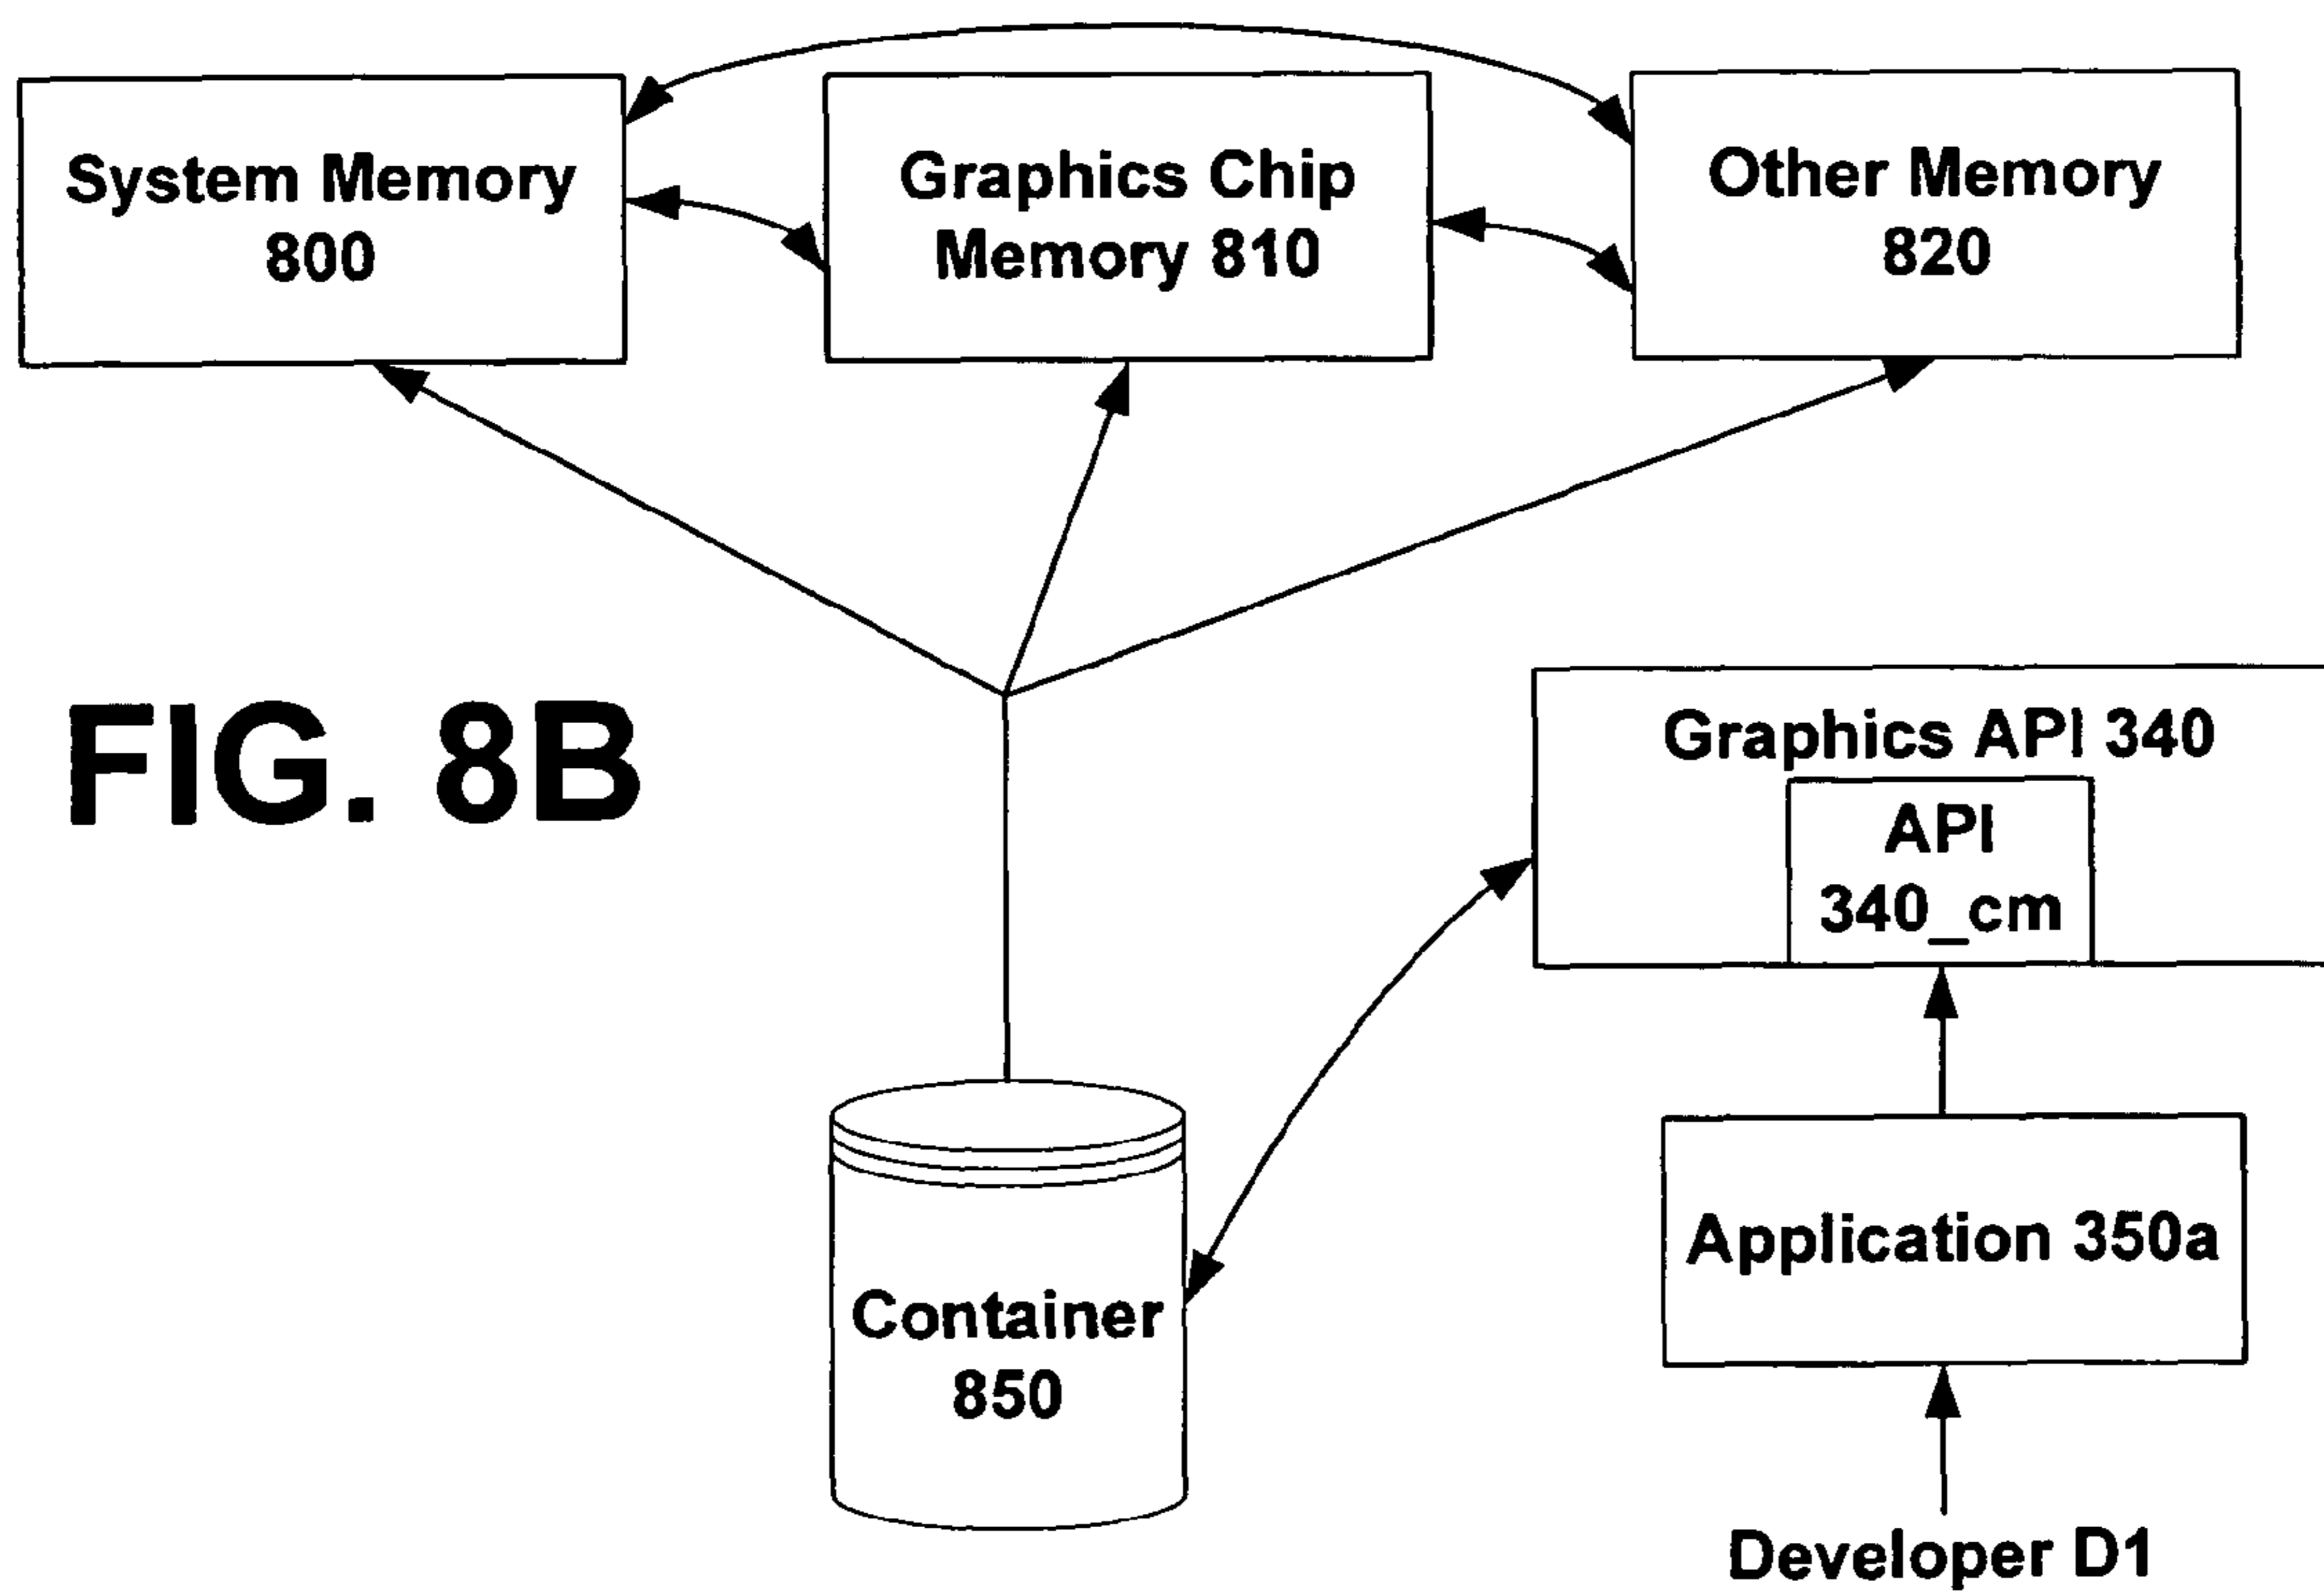 System Memory
800
Graphics Chip
Memory 810
Other Memory
820
FIG. 8B
Graphics API 340
API
340_cm
Container
850
Application 350a
Developer D1